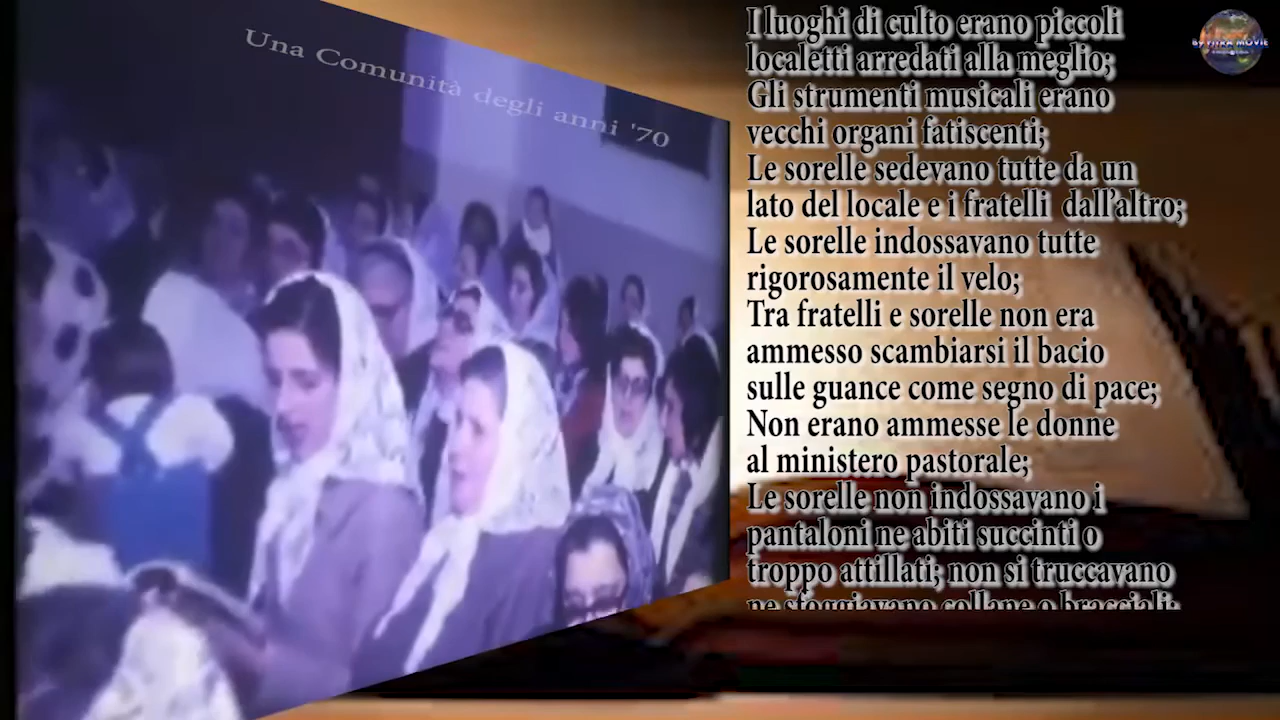 Una Comunità degli anni '70
I luoghi di culto erano piccoli
localetti arredati alla meglio;
Gli strumenti musicali erano
vecchi organi fatiscenti;
Le sorelle sedevano tutte da un
lato del locale e i fratelli dall'altro;
Le sorelle indossavano tutte
rigorosamente il velo;
Tra fratelli e sorelle non era
ammesso scambiarsi il bacio
sulle guance come segno di pace;
Non erano ammesse le donne
al ministero pastorale;
Le sorelle non indossavano i
pantaloni ne abiti succinti o
troppo attillati; non si truccavano
ne sfoggiavano collane o bracciali;